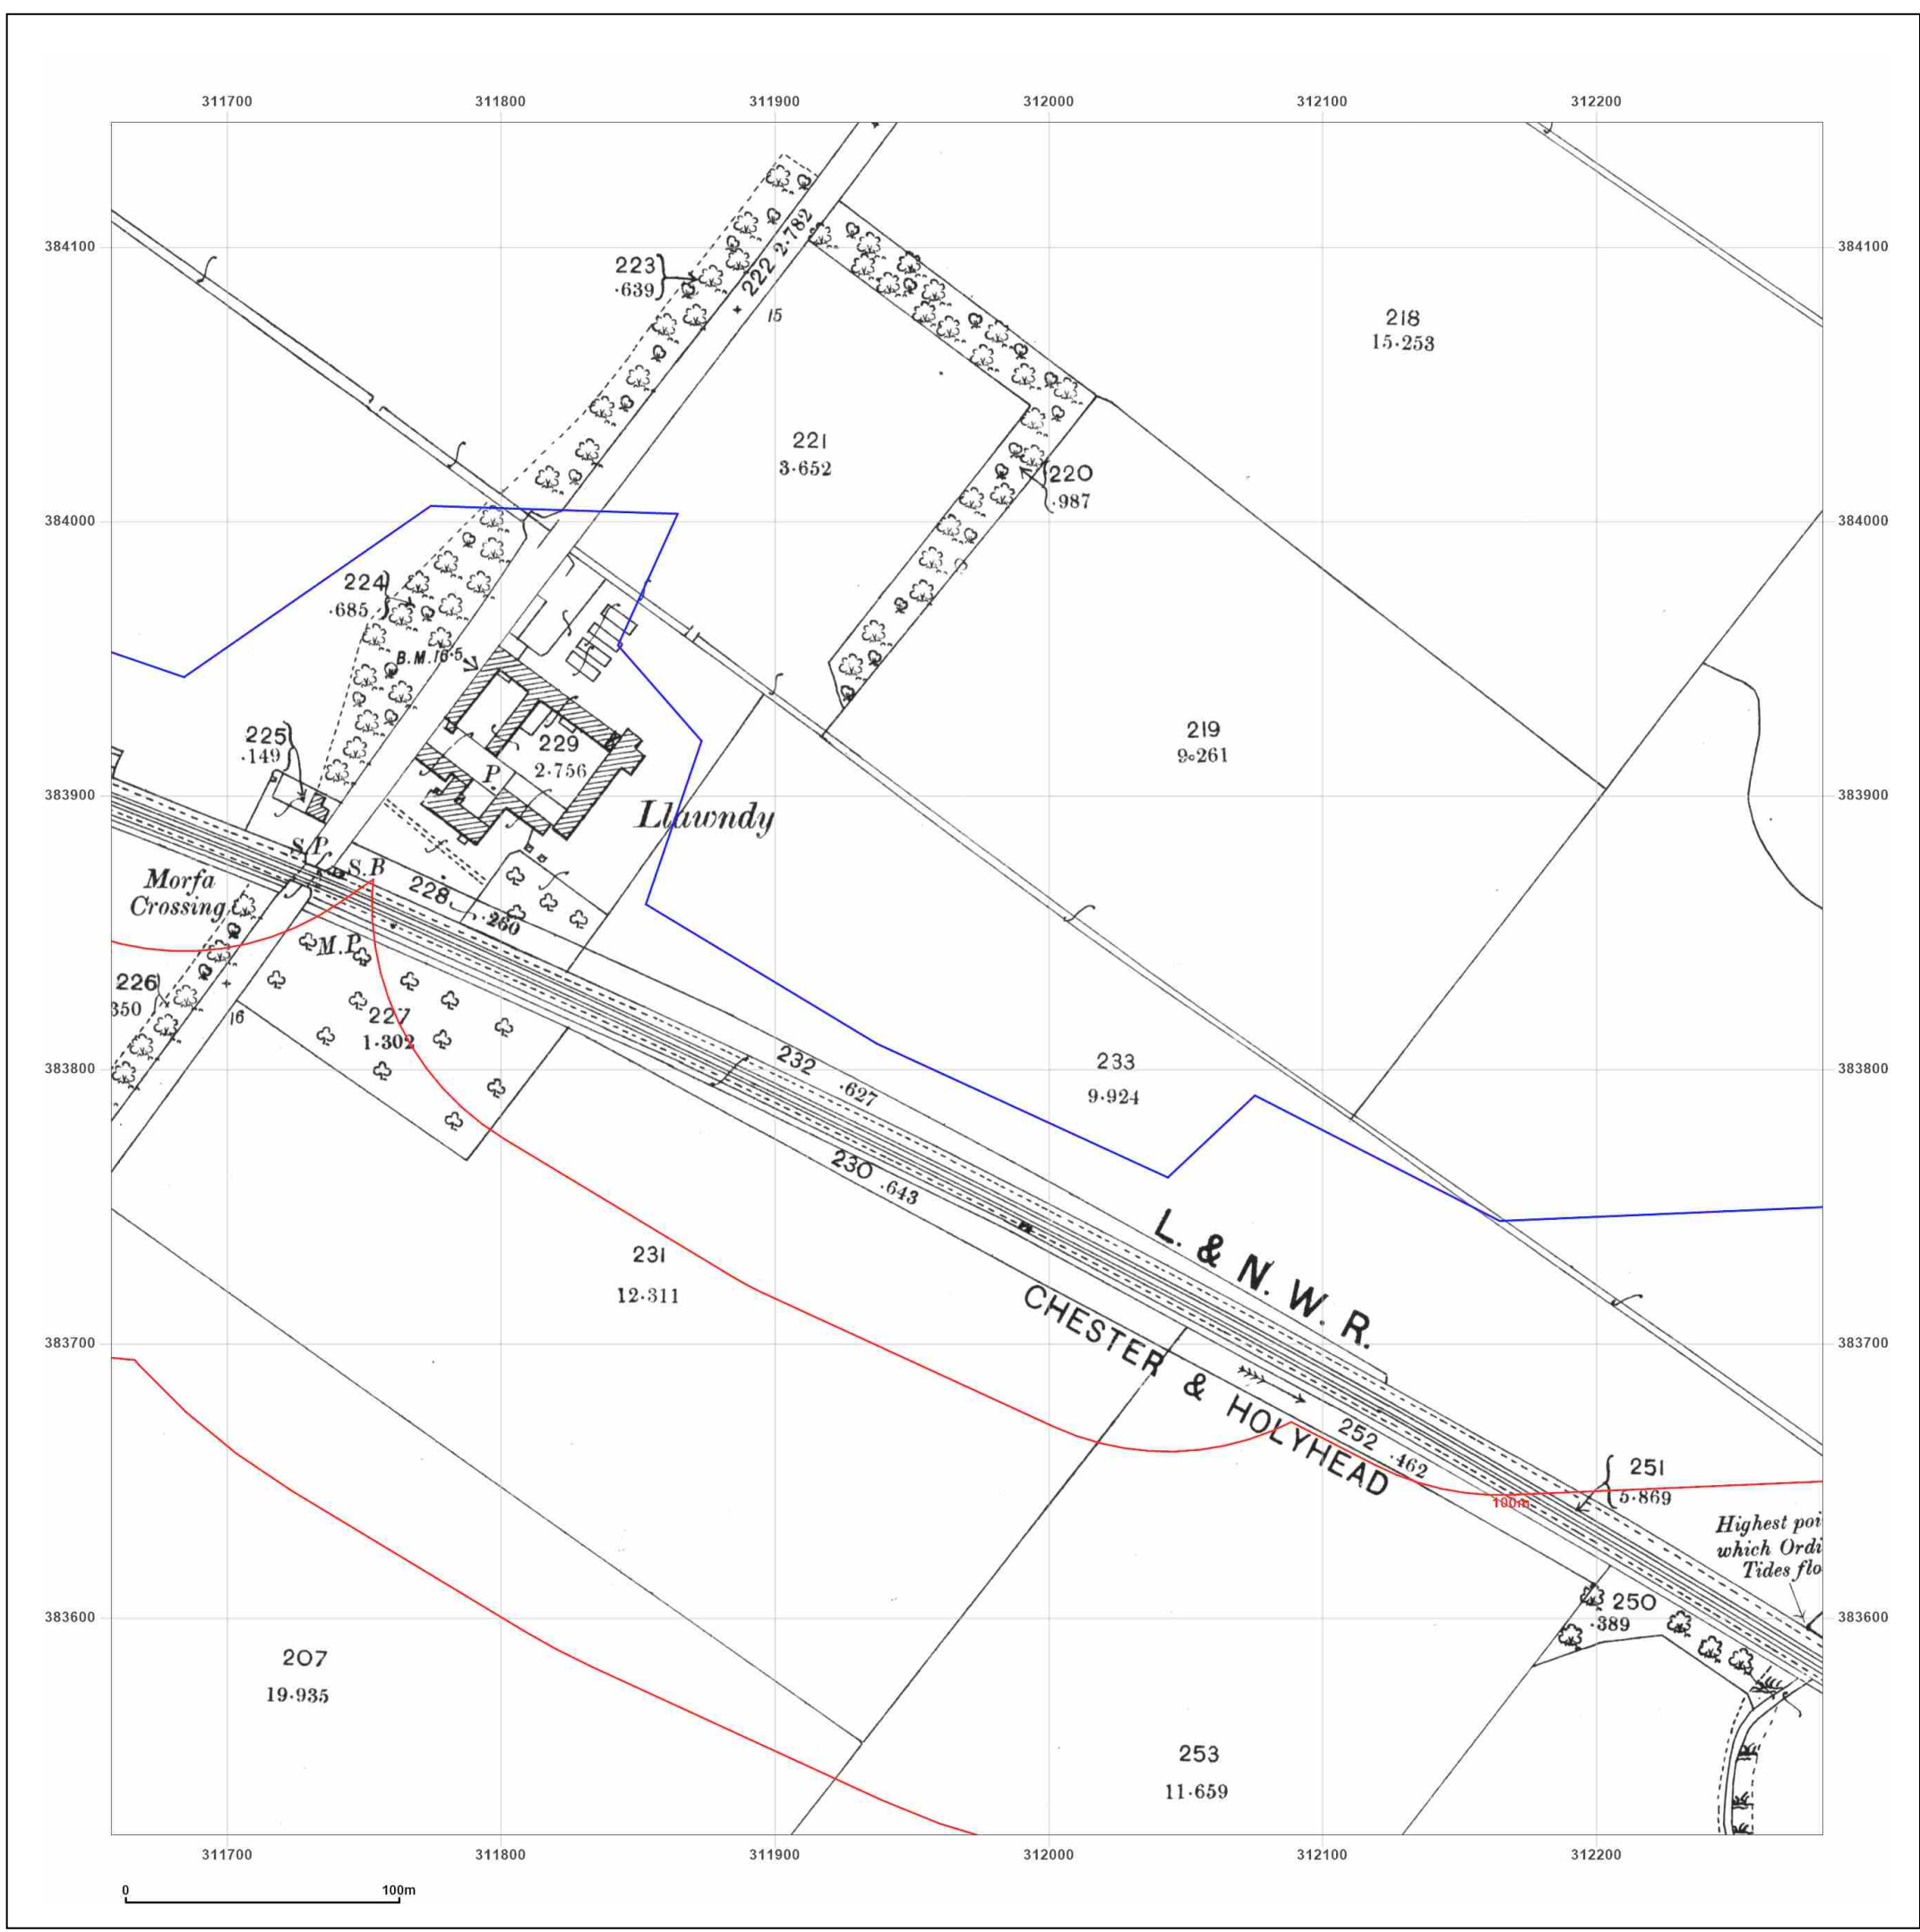 311700 311800 311900 312000 312100 312200
384100 384100
223
·639
222 2·782
15
218
15·253
221
3·652
220
·987
384000 384000
224
·685
B.M.16·5
225
·149
229
2·756
P.
219
9·261
Llawndy
383900 383900
S.P.
S.B
Morfa
Crossing
228
·260
M.P.
226
350
16
227
1·302
232 ·627
233
9·924
383800 383800
230 ·643
231
12·311
L. & N. W. R.
CHESTER & HOLYHEAD
383700 383700
252 ·462
100m
251
5·869
Highest poi
which Ordi
Tides flo
383600 383600
250
·389
207
19·935
253
11·659
311700 311800 311900 312000 312100 312200
0 100m